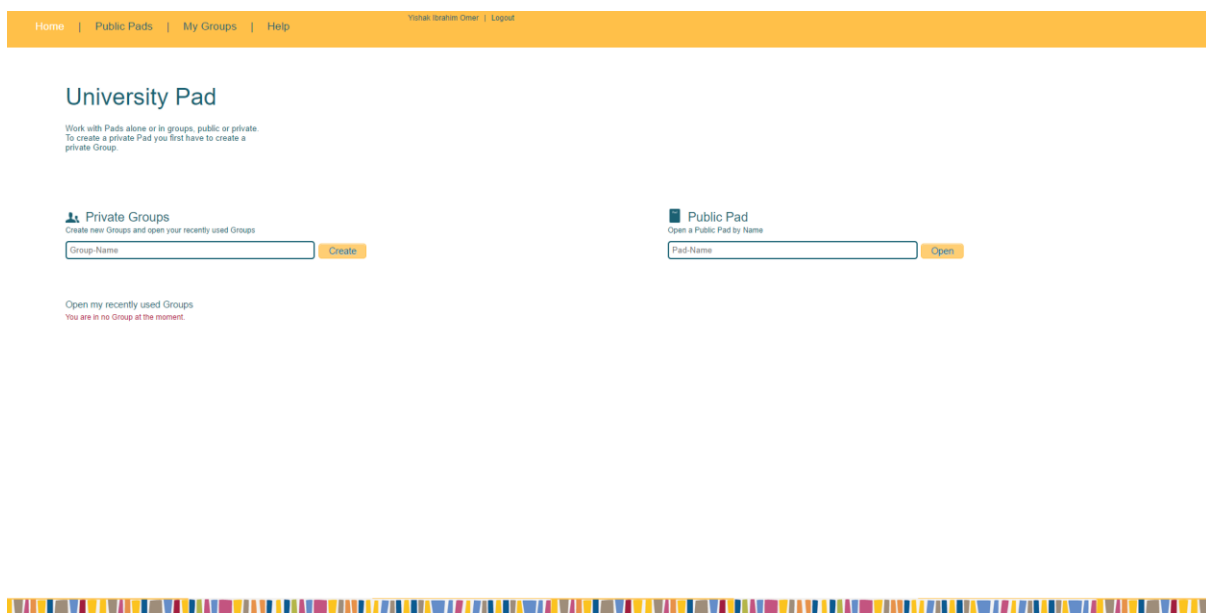 Home | Public Pads | My Groups | Help
Yishak Ibrahim Omer | Logout
University Pad
Work with Pads alone or in groups, public or private.
To create a private Pad you first have to create a
private Group.
Private Groups
Create new Groups and open your recently used Groups
Group-Name
Create
Public Pad
Open a Public Pad by Name
Pad-Name
Open
Open my recently used Groups
You are in no Group at the moment.